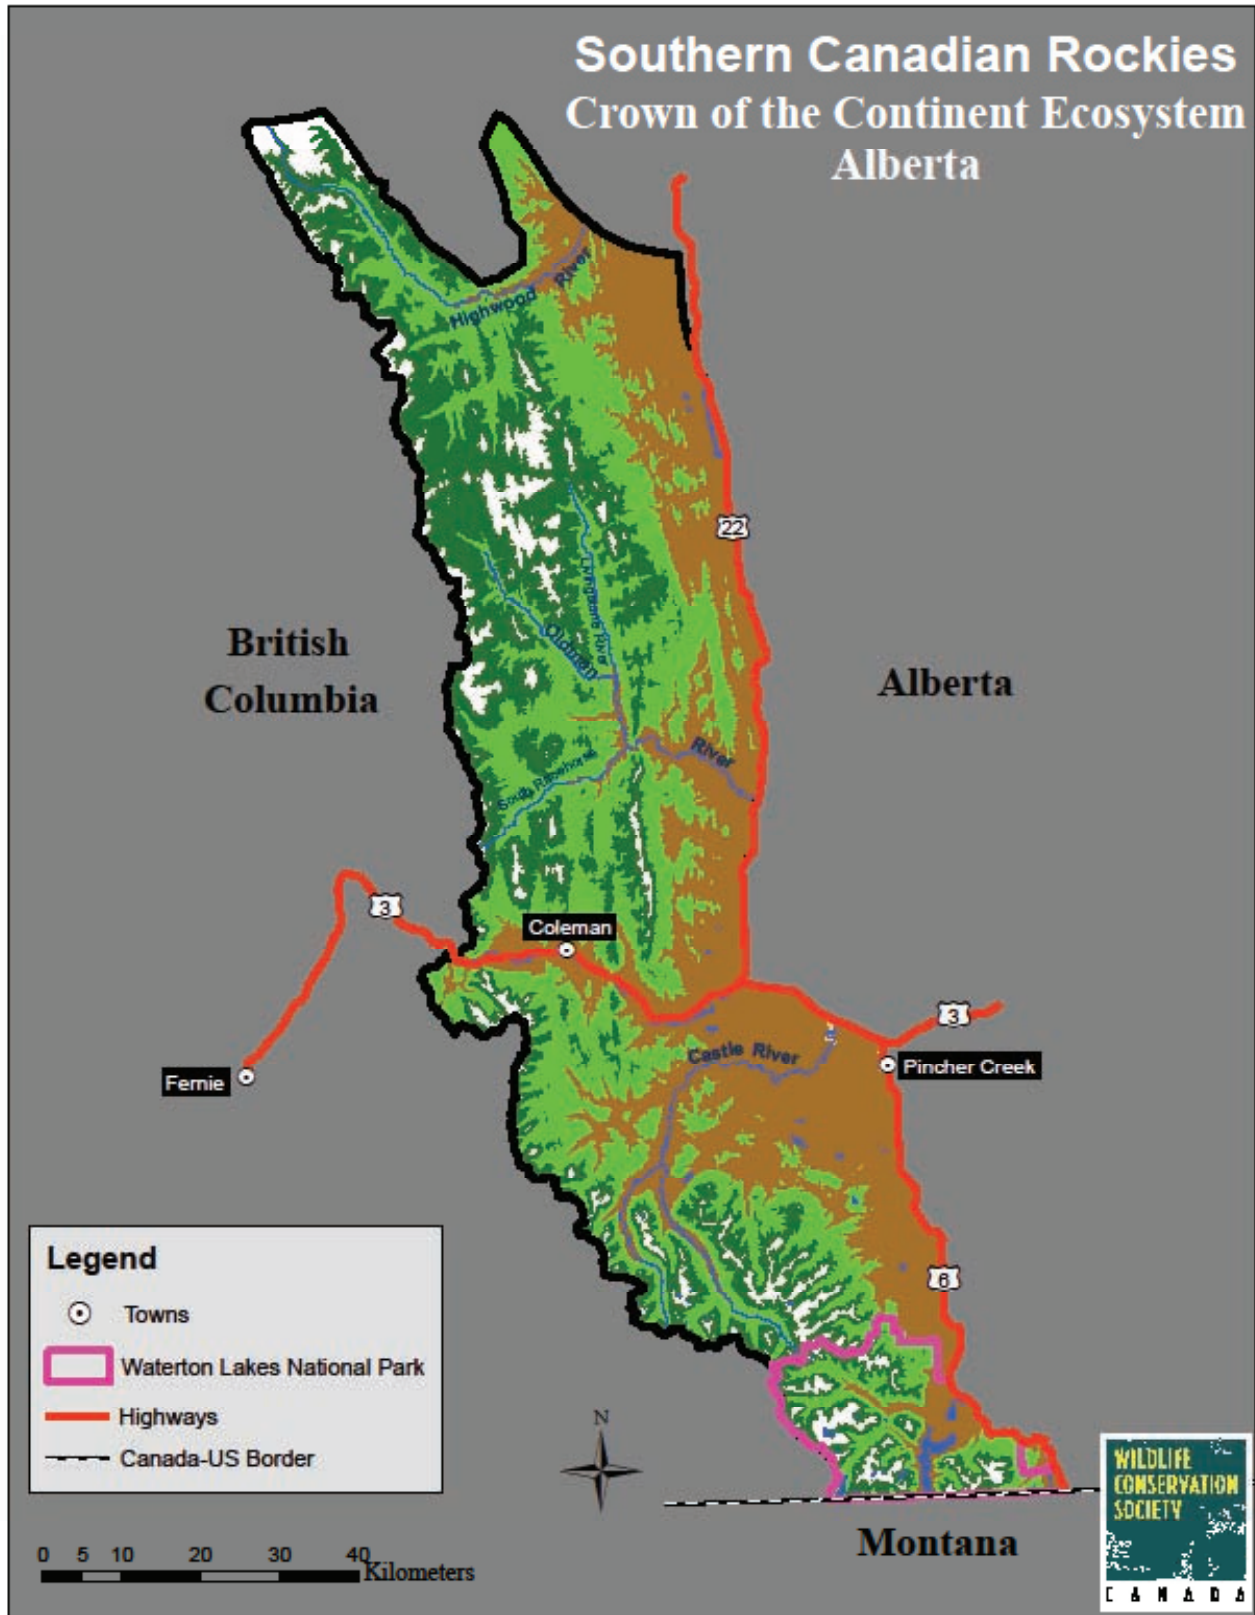 Southern Canadian Rockies
Crown of the Continent Ecosystem
Alberta
Highwood River
22
Livingstone River
Oldman
British
Columbia
Alberta
River
South Racehorse
3
Coleman
3
Castle River
Fernie
Pincher Creek
6
Legend
Towns
Waterton Lakes National Park
Highways
Canada-US Border
N
0 5 10 20 30 40
Kilometers
Montana
WILDLIFE
CONSERVATION
SOCIETY
CANADA